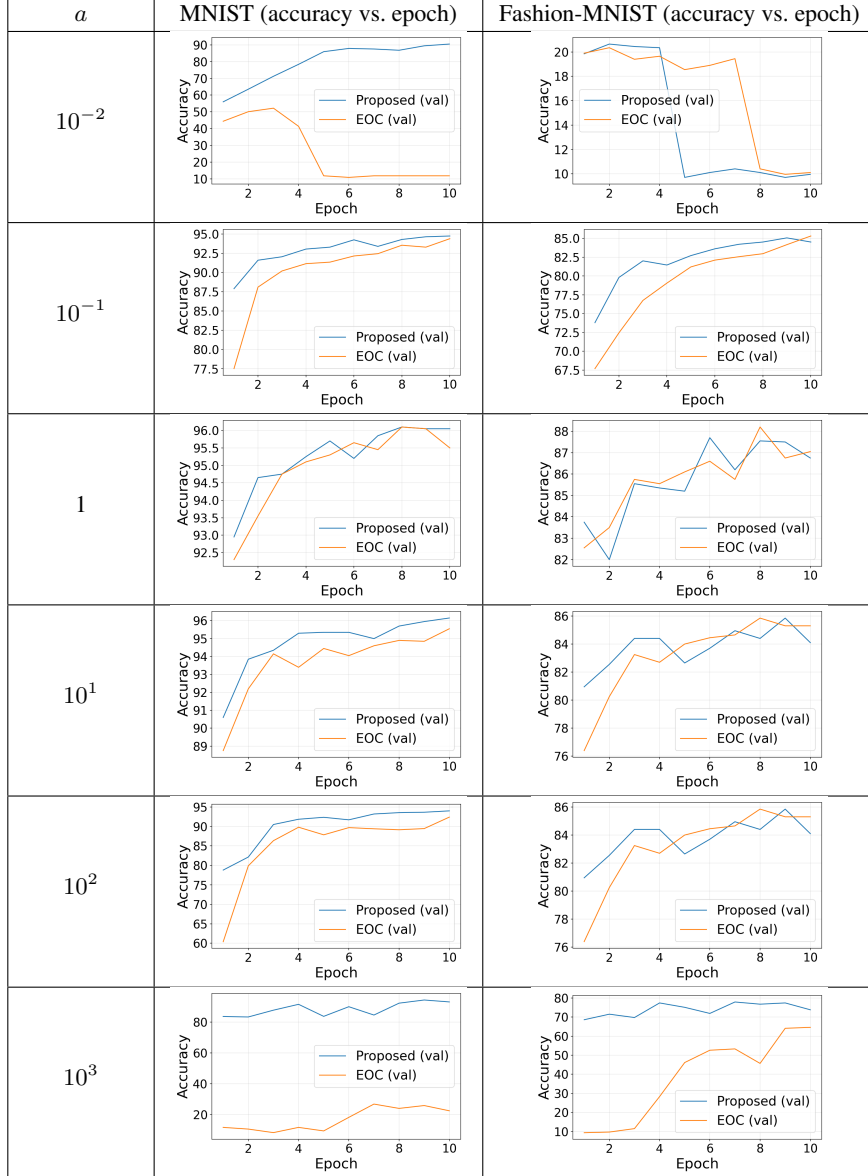 a MNIST (accuracy vs. epoch) Fashion-MNIST (accuracy vs. epoch)
10⁻²
Accuracy
90
80
70
60
50
40
30
20
10
Proposed (val)
EOC (val)
2 4 6 8 10
Epoch
Accuracy
20
18
16
14
12
10
Proposed (val)
EOC (val)
2 4 6 8 10
Epoch
10⁻¹
Accuracy
95.0
92.5
90.0
87.5
85.0
82.5
80.0
77.5
Proposed (val)
EOC (val)
2 4 6 8 10
Epoch
Accuracy
85.0
82.5
80.0
77.5
75.0
72.5
70.0
67.5
Proposed (val)
EOC (val)
2 4 6 8 10
Epoch
1
Accuracy
96.0
95.5
95.0
94.5
94.0
93.5
93.0
92.5
Proposed (val)
EOC (val)
2 4 6 8 10
Epoch
Accuracy
88
87
86
85
84
83
82
Proposed (val)
EOC (val)
2 4 6 8 10
Epoch
10¹
Accuracy
96
95
94
93
92
91
90
89
Proposed (val)
EOC (val)
2 4 6 8 10
Epoch
Accuracy
86
84
82
80
78
76
Proposed (val)
EOC (val)
2 4 6 8 10
Epoch
10²
Accuracy
95
90
85
80
75
70
65
60
Proposed (val)
EOC (val)
2 4 6 8 10
Epoch
Accuracy
86
84
82
80
78
76
Proposed (val)
EOC (val)
2 4 6 8 10
Epoch
10³
Accuracy
80
60
40
20
Proposed (val)
EOC (val)
2 4 6 8 10
Epoch
Accuracy
80
70
60
50
40
30
20
10
Proposed (val)
EOC (val)
2 4 6 8 10
Epoch